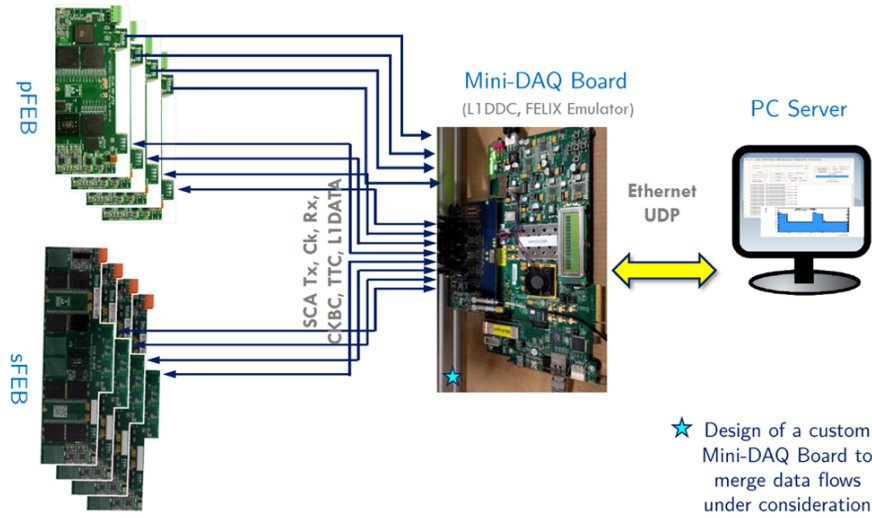 pFEB
sFEB
SCA Tx, Ck, Rx,
CKBC, TTC, L1DATA
Mini-DAQ Board
(L1DDC, FELIX Emulator)
Ethernet
UDP
PC Server
Design of a custom
Mini-DAQ Board to
merge data flows
under consideration